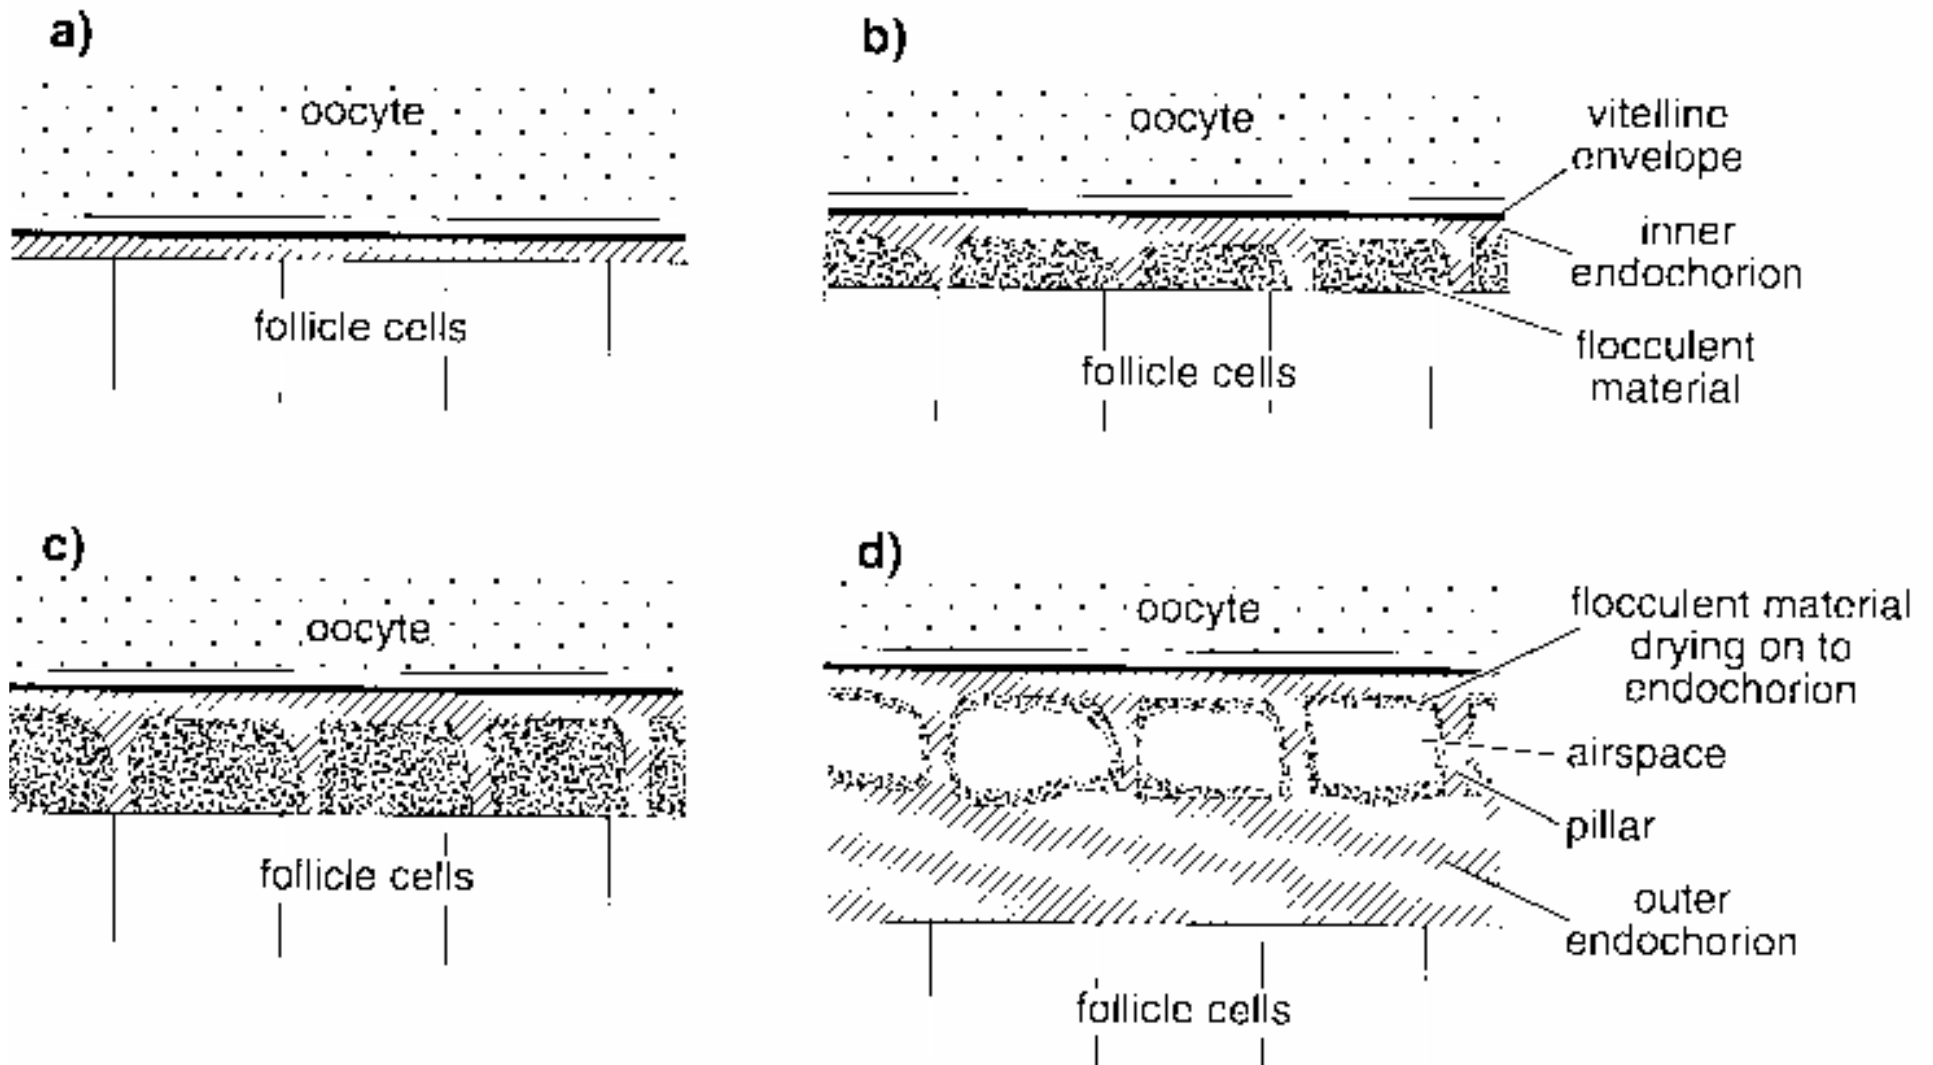 a)
oocyte
follicle cells
b)
oocyte
vitelline
envelope
inner
endochorion
flocculent
material
follicle cells
c)
oocyte
follicle cells
d)
oocyte
flocculent material
drying on to
endochorion
airspace
pillar
outer
endochorion
follicle cells